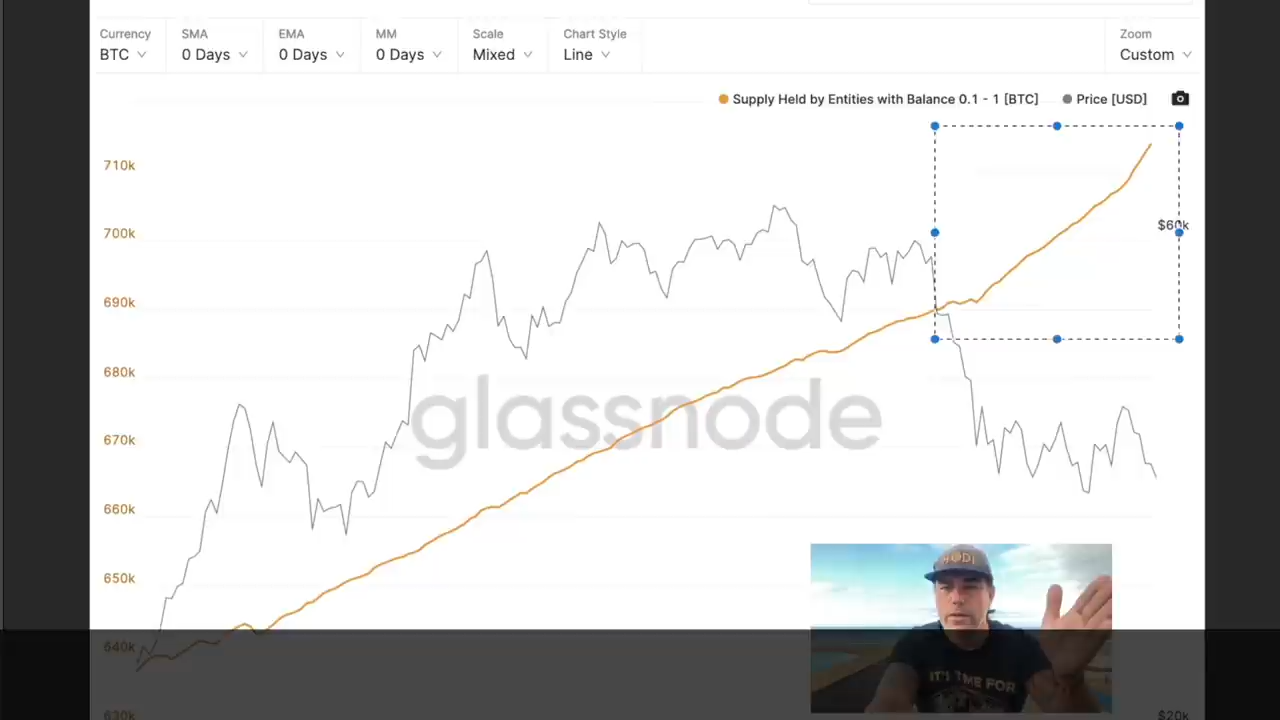 Currency SMA EMA MM Scale Chart Style Zoom
BTC 0 Days 0 Days 0 Days Mixed Line Custom
Supply Held by Entities with Balance 0.1 - 1 [BTC] Price [USD]
710k
$60k
700k
690k
680k
glassnode
670k
660k
650k
HODL
640k
IT'S TIME FOR
630k
$20k